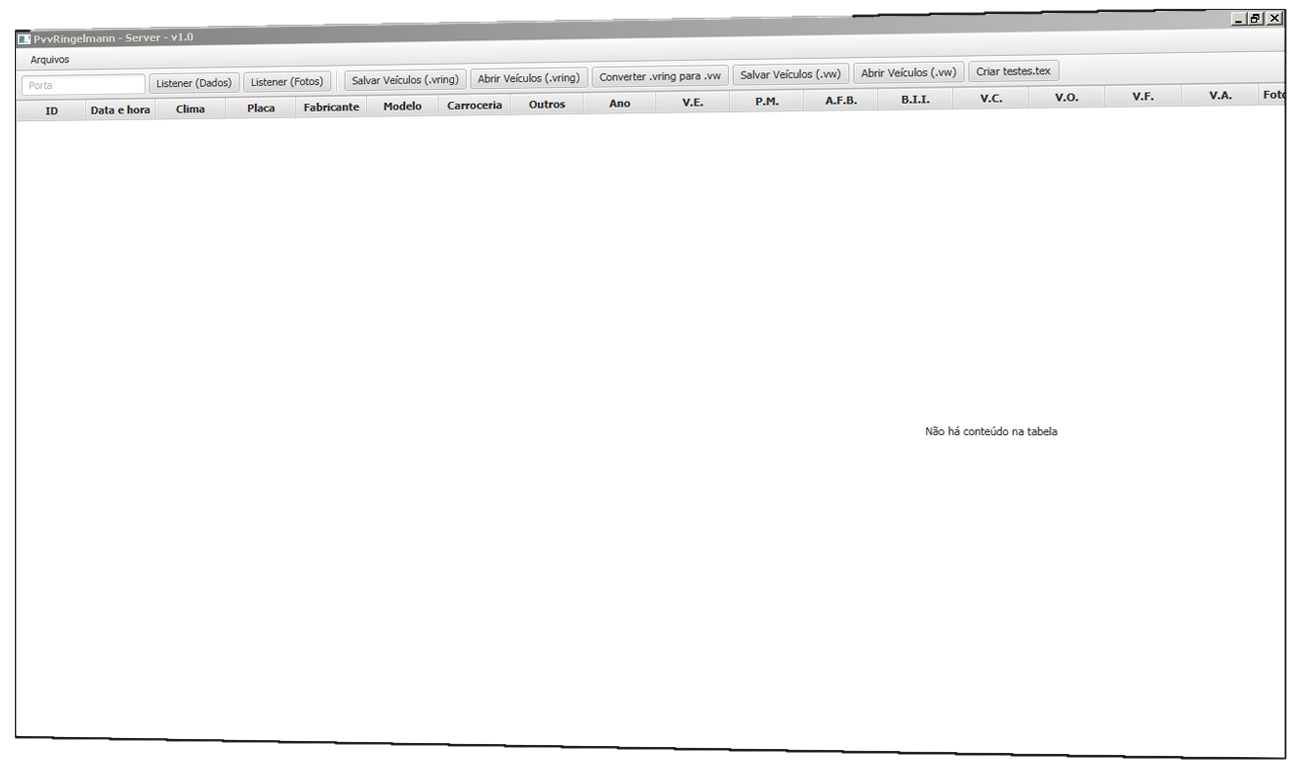 PvvRingelmann - Server - v1.0
Arquivos
Porta Listener (Dados) Listener (Fotos) Salvar Veículos (.vring) Abrir Veículos (.vring) Converter .vring para .vw Salvar Veículos (.vw) Abrir Veículos (.vw) Criar testes.tex
ID Data e hora Clima Placa Fabricante Modelo Carroceria Outros Ano V.E. P.M. A.F.B. B.I.I. V.C. V.O. V.F. V.A. Foto
Não há conteúdo na tabela